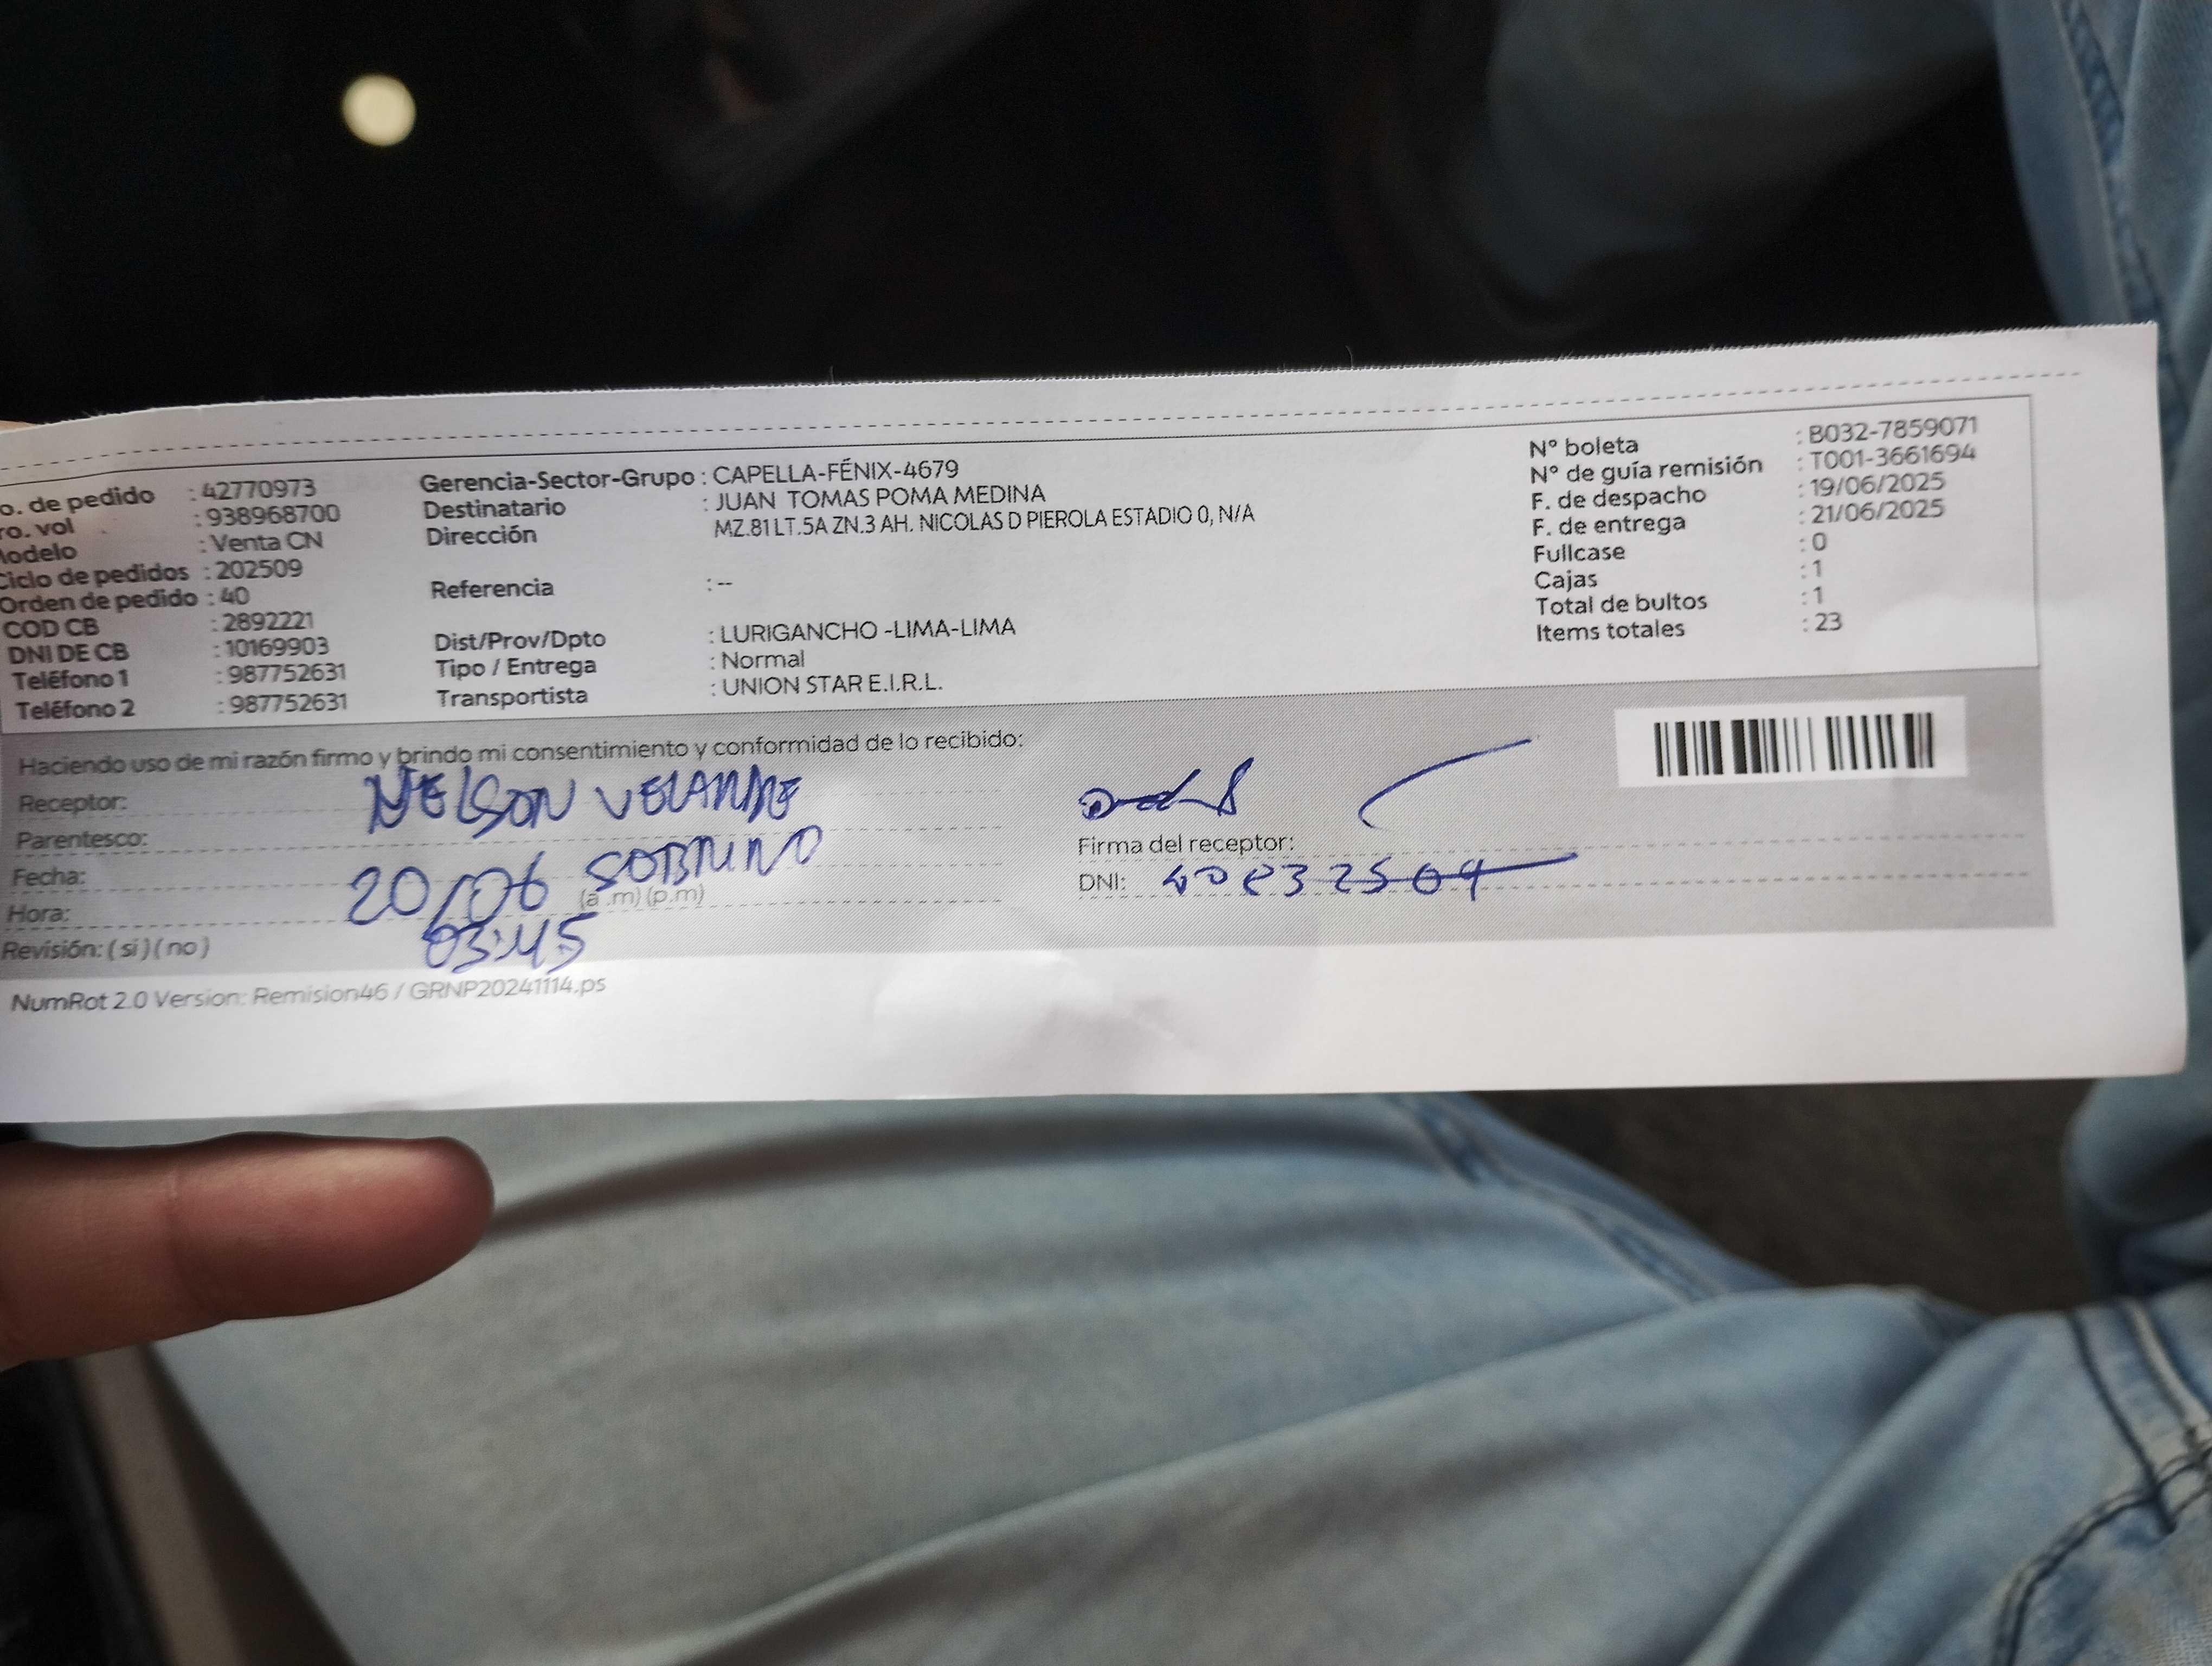 o. de pedido : 42770973
ro. vol : 938968700
Modelo : Venta CN
Ciclo de pedidos : 202509
Orden de pedido : 40
COD CB : 2892221
DNI DE CB : 10169903
Teléfono 1 : 987752631
Teléfono 2 : 987752631
Gerencia-Sector-Grupo : CAPELLA-FÉNIX-4679
Destinatario : JUAN TOMAS POMA MEDINA
Dirección MZ.81 LT.5A ZN.3 AH. NICOLAS D PIEROLA ESTADIO 0, N/A
Referencia : --
Dist/Prov/Dpto : LURIGANCHO -LIMA-LIMA
Tipo / Entrega : Normal
Transportista : UNION STAR E.I.R.L.
N° boleta : B032-7859071
N° de guía remisión : T001-3661694
F. de despacho : 19/06/2025
F. de entrega : 21/06/2025
Fullcase : 0
Cajas : 1
Total de bultos : 1
Items totales : 23
Haciendo uso de mi razón firmo y brindo mi consentimiento y conformidad de lo recibido:
Receptor: NELSON VELARDE
Parentesco: SOBRINO
Fecha: 20/06
Hora: 03:45 (a .m) (p.m)
Revisión: ( si ) ( no )
Firma del receptor:
DNI:
NumRot 2.0 Version: Remision46 / GRNP20241114.ps